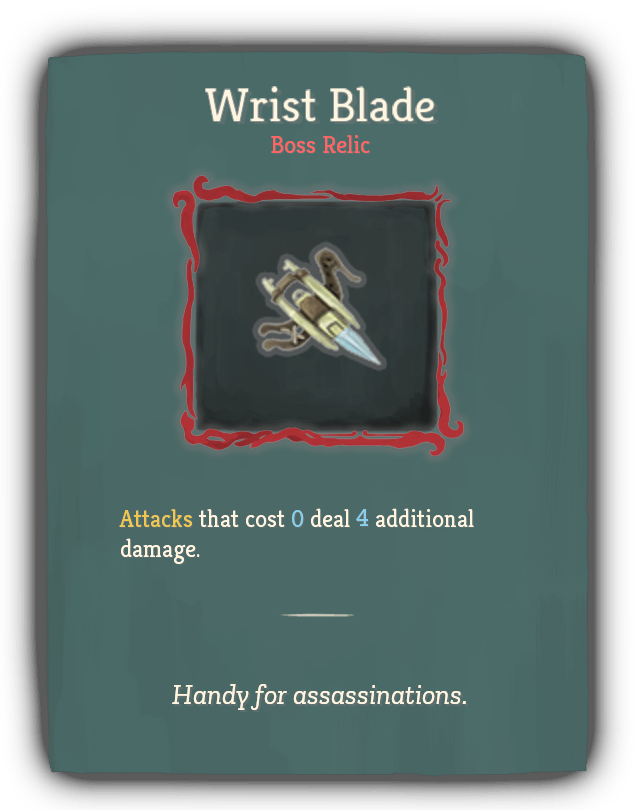 Wrist Blade
Boss Relic
Attacks that cost 0 deal 4 additional
damage.
Handy for assassinations.